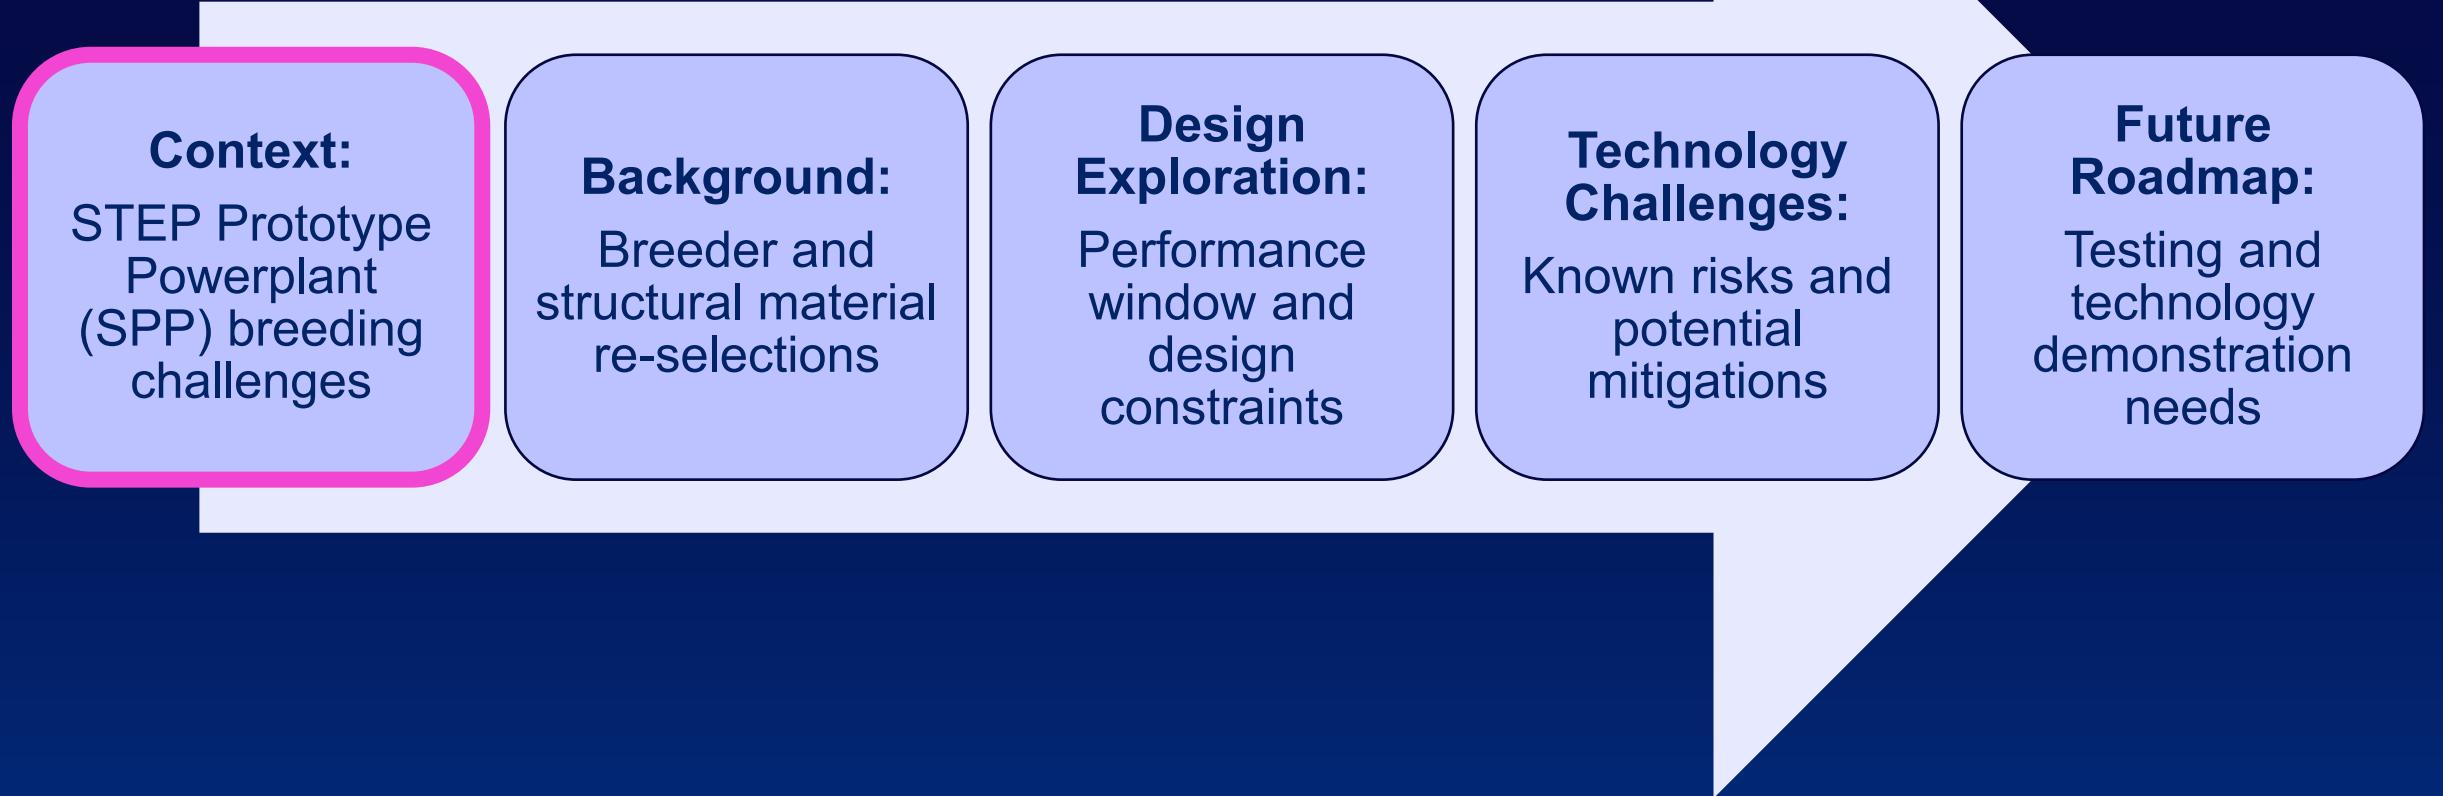 Context:
STEP Prototype
Powerplant
(SPP) breeding
challenges
Background:
Breeder and
structural material
re-selections
Design
Exploration:
Performance
window and
design
constraints
Technology
Challenges:
Known risks and
potential
mitigations
Future
Roadmap:
Testing and
technology
demonstration
needs